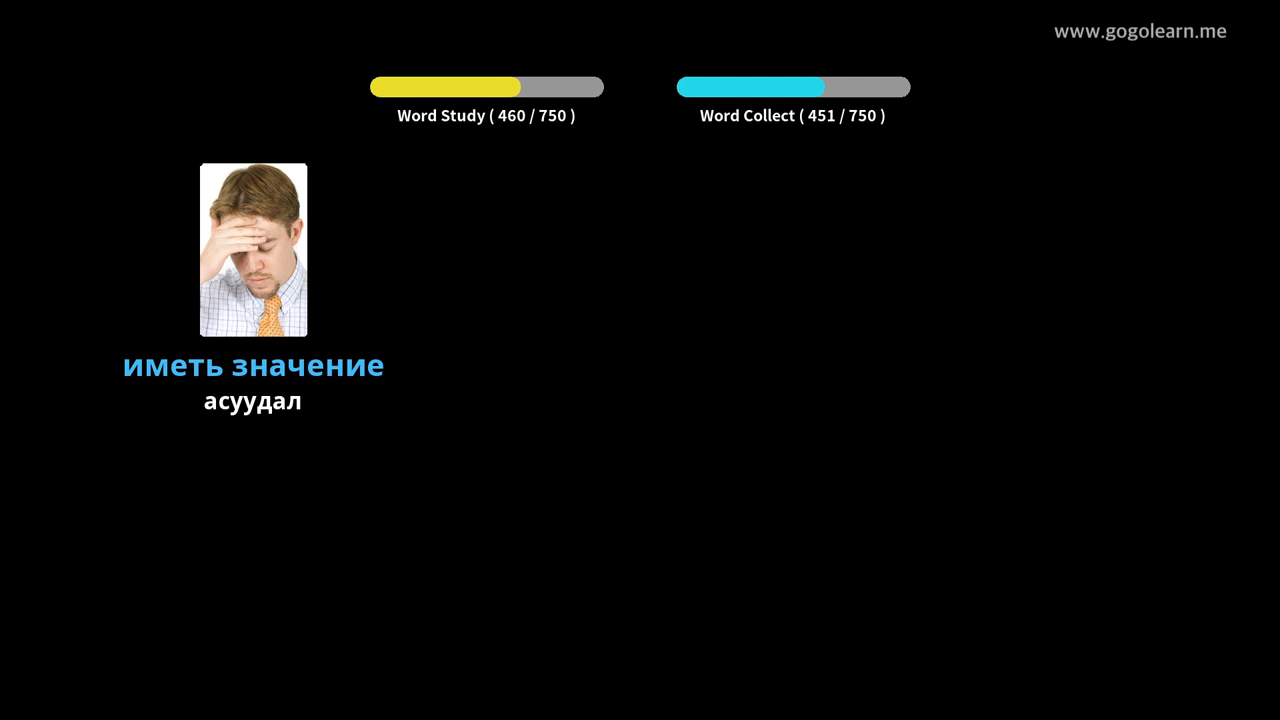 www.gogolearn.me
Word Study ( 460 / 750 )
Word Collect ( 451 / 750 )
иметь значение
асуудал